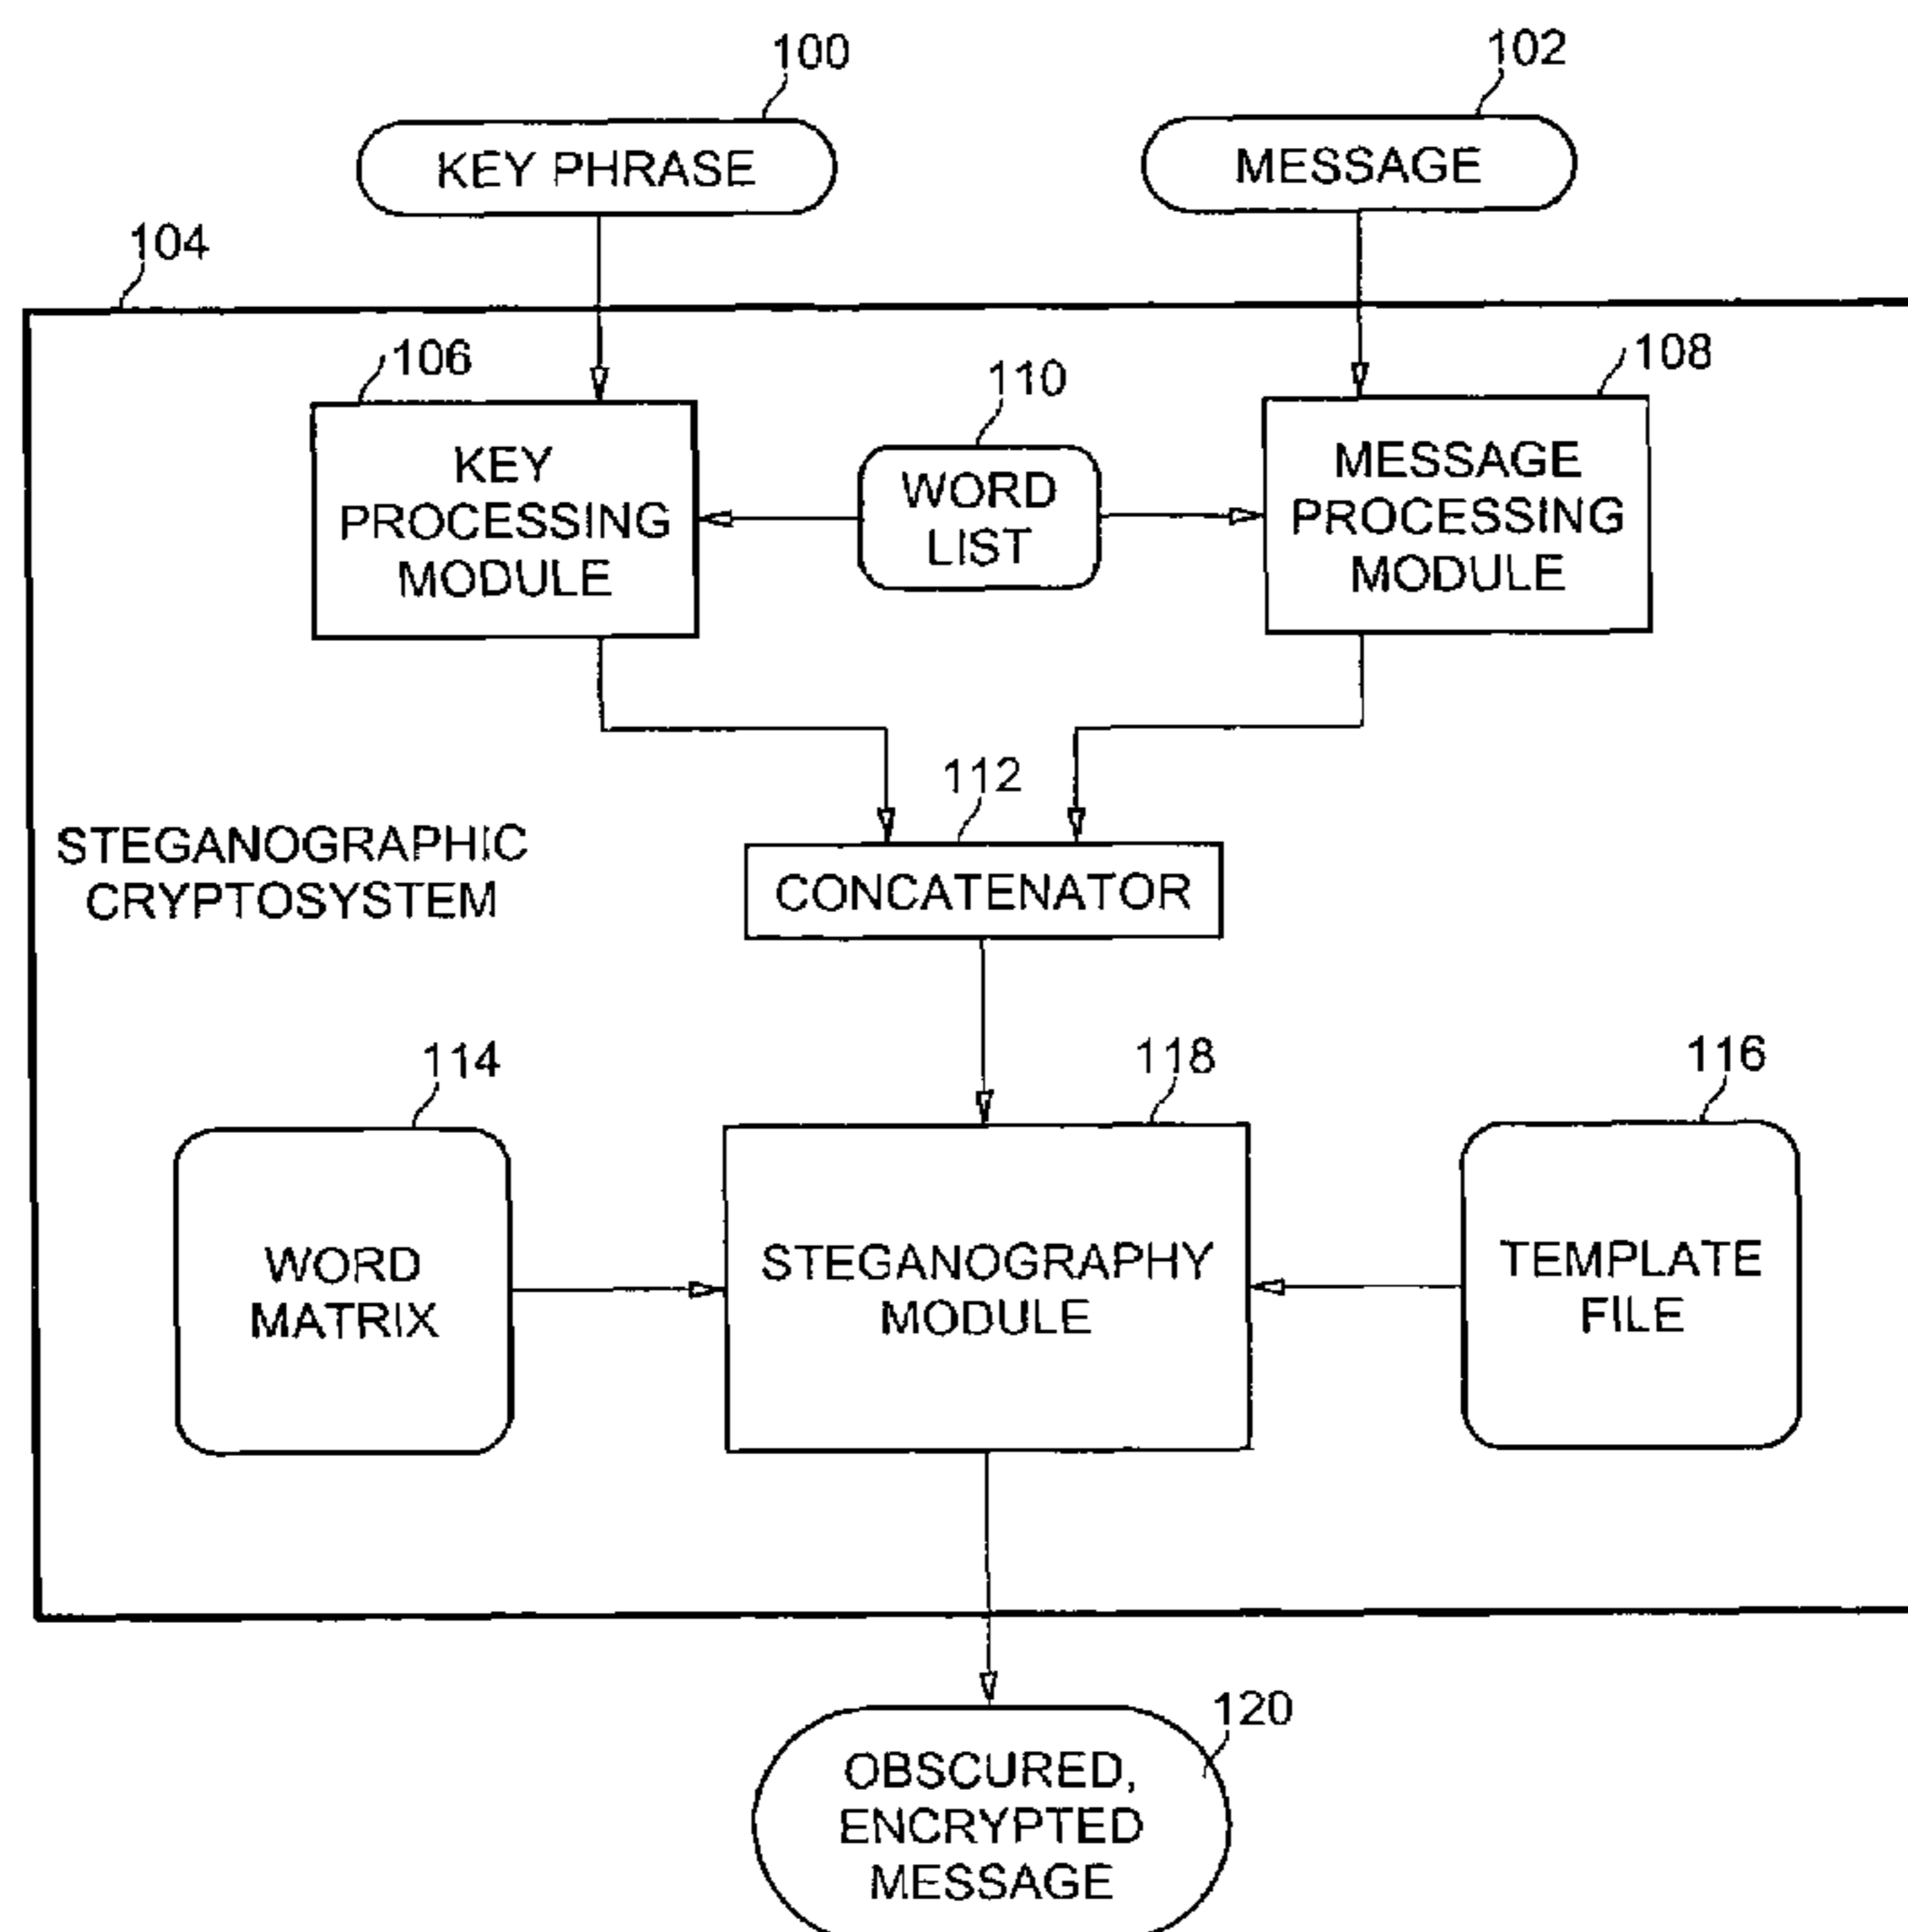 100
102
KEY PHRASE
MESSAGE
104
106
110
108
KEY
PROCESSING
MODULE
WORD
LIST
MESSAGE
PROCESSING
MODULE
112
STEGANOGRAPHIC
CRYPTOSYSTEM
CONCATENATOR
114
118
116
WORD
MATRIX
STEGANOGRAPHY
MODULE
TEMPLATE
FILE
120
OBSCURED,
ENCRYPTED
MESSAGE